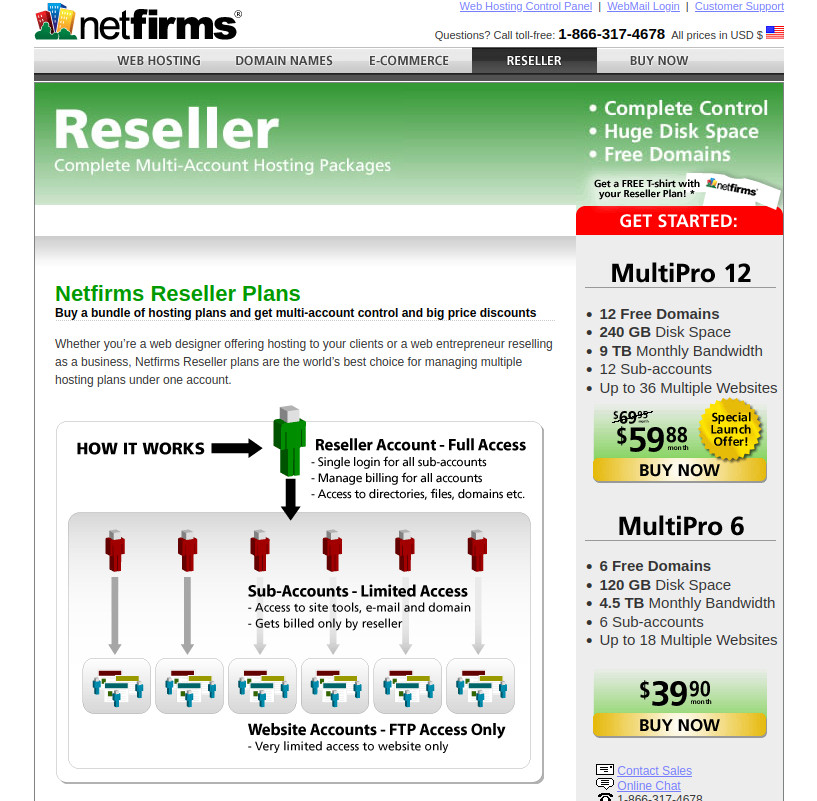 Web Hosting Control Panel | WebMail Login | Customer Support
netfirms®
Questions? Call toll-free: 1-866-317-4678 All prices in USD $
WEB HOSTING DOMAIN NAMES E-COMMERCE RESELLER BUY NOW
Reseller
Complete Multi-Account Hosting Packages
• Complete Control
• Huge Disk Space
• Free Domains
Get a FREE T-shirt with
your Reseller Plan! *
netfirms
GET STARTED:
Netfirms Reseller Plans
Buy a bundle of hosting plans and get multi-account control and big price discounts
Whether you're a web designer offering hosting to your clients or a web entrepreneur reselling
as a business, Netfirms Reseller plans are the world's best choice for managing multiple
hosting plans under one account.
HOW IT WORKS
Reseller Account - Full Access
- Single login for all sub-accounts
- Manage billing for all accounts
- Access to directories, files, domains etc.
Sub-Accounts - Limited Access
- Access to site tools, e-mail and domain
- Gets billed only by reseller
Website Accounts - FTP Access Only
- Very limited access to website only
MultiPro 12
• 12 Free Domains
• 240 GB Disk Space
• 9 TB Monthly Bandwidth
• 12 Sub-accounts
• Up to 36 Multiple Websites
$69.95 month
$59.88 month
Special
Launch
Offer!
BUY NOW
MultiPro 6
• 6 Free Domains
• 120 GB Disk Space
• 4.5 TB Monthly Bandwidth
• 6 Sub-accounts
• Up to 18 Multiple Websites
$39.90 month
BUY NOW
Contact Sales
Online Chat
1-866-317-4678